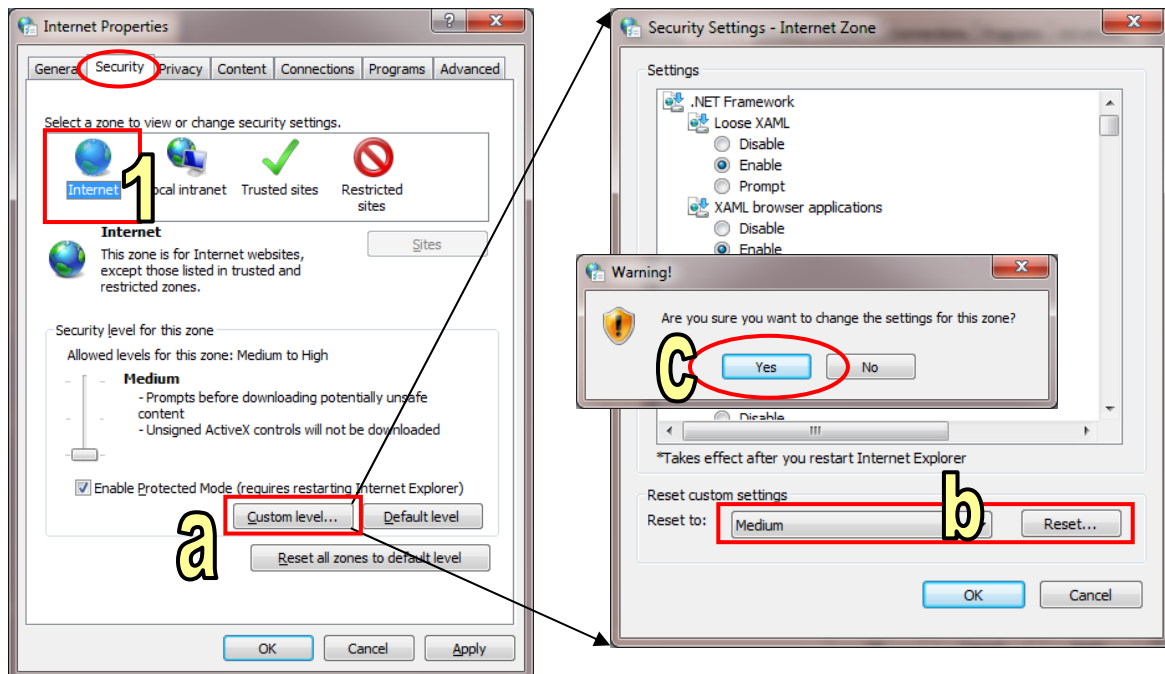 Internet Properties
General Security Privacy Content Connections Programs Advanced
Select a zone to view or change security settings.
Internet
1
Local intranet
Trusted sites
Restricted
sites
Internet
This zone is for Internet websites,
except those listed in trusted and
restricted zones.
Sites
Security level for this zone
Allowed levels for this zone: Medium to High
Medium
- Prompts before downloading potentially unsafe
content
- Unsigned ActiveX controls will not be downloaded
Enable Protected Mode (requires restarting Internet Explorer)
a
Custom level...
Default level
Reset all zones to default level
OK Cancel Apply
Security Settings - Internet Zone
Settings
.NET Framework
Loose XAML
Disable
Enable
Prompt
XAML browser applications
Disable
Enable
Warning!
Are you sure you want to change the settings for this zone?
C
Yes No
Disable
*Takes effect after you restart Internet Explorer
Reset custom settings
Reset to: Medium
b
Reset...
OK Cancel